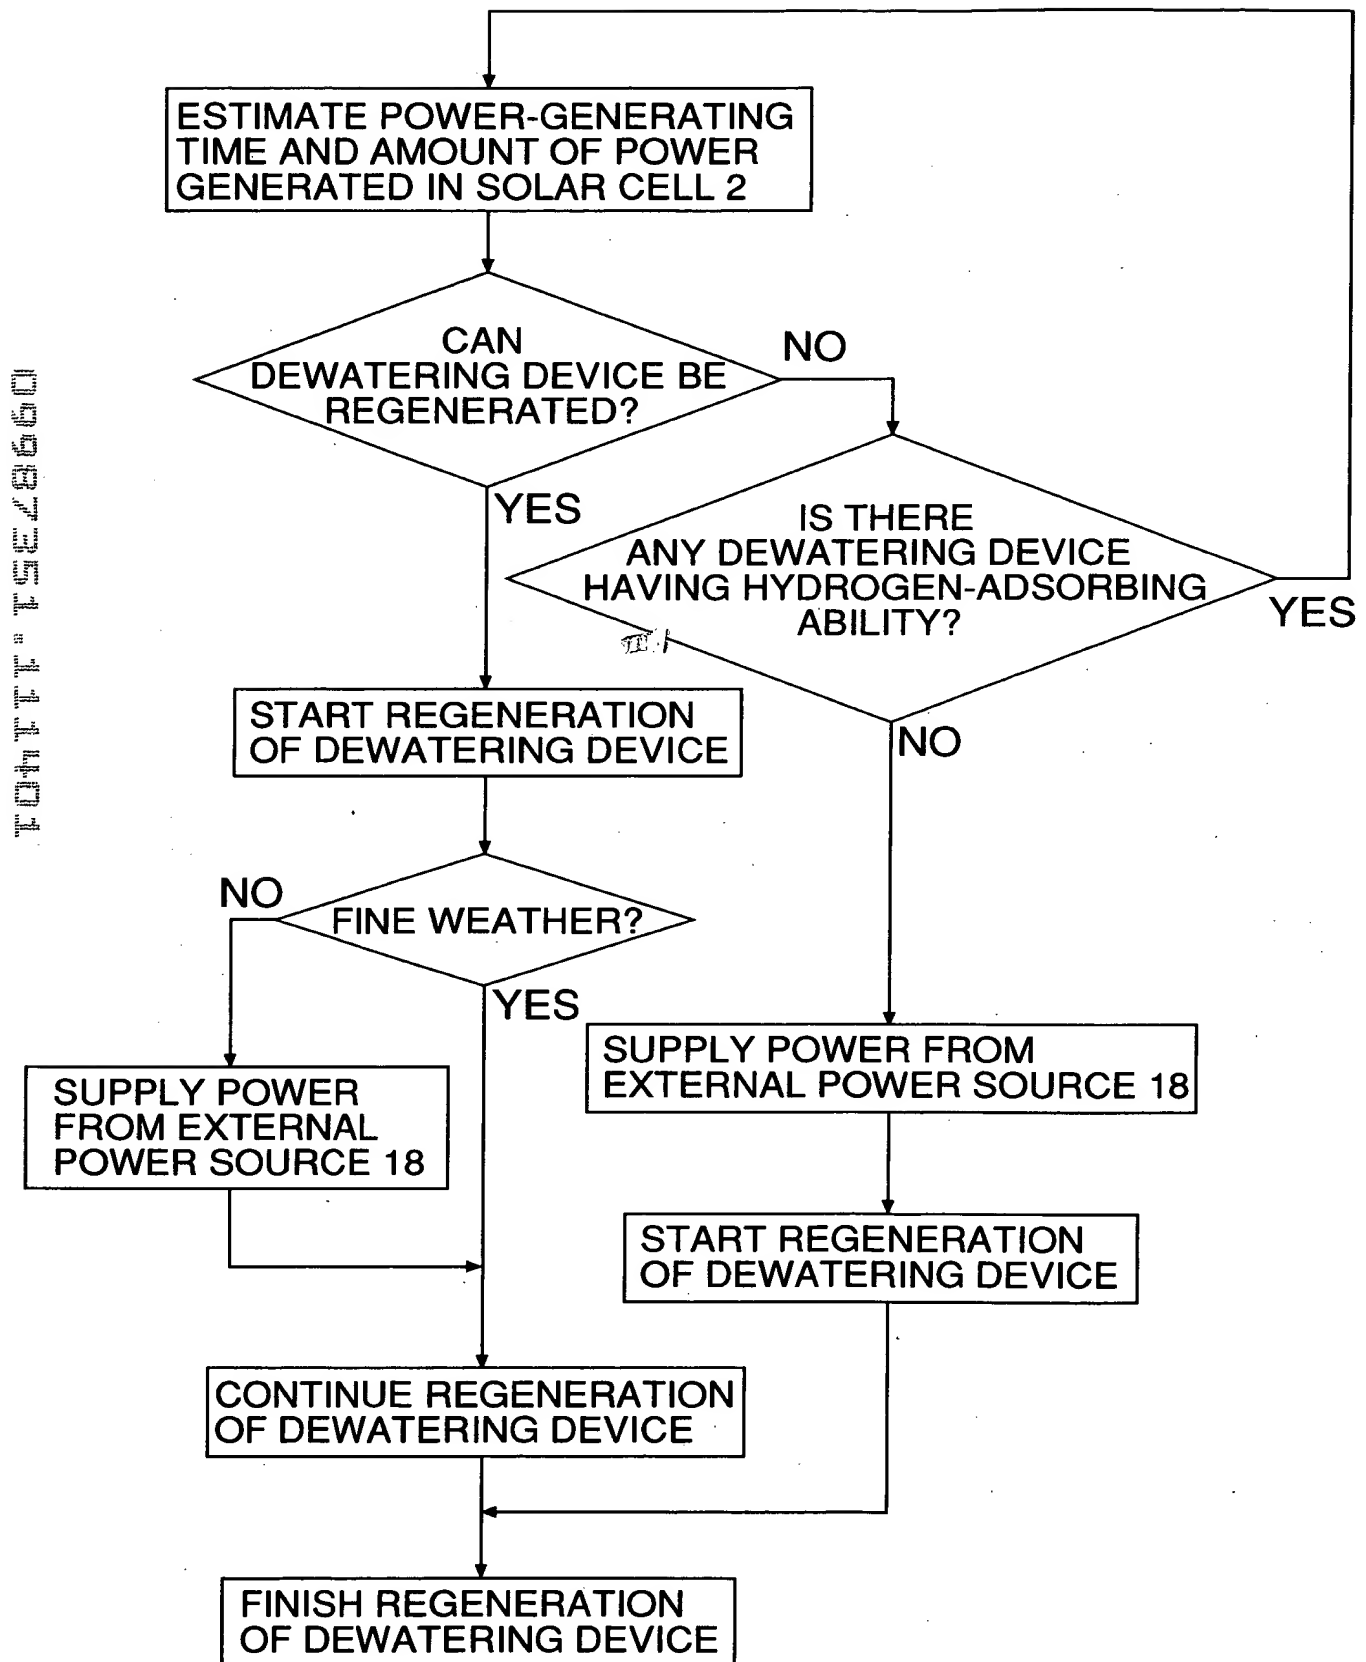 ESTIMATE POWER-GENERATING
TIME AND AMOUNT OF POWER
GENERATED IN SOLAR CELL 2
CAN
DEWATERING DEVICE BE
REGENERATED?
NO
YES
IS THERE
ANY DEWATERING DEVICE
HAVING HYDROGEN-ADSORBING
ABILITY?
YES
NO
START REGENERATION
OF DEWATERING DEVICE
FINE WEATHER?
NO
YES
SUPPLY POWER
FROM EXTERNAL
POWER SOURCE 18
SUPPLY POWER FROM
EXTERNAL POWER SOURCE 18
START REGENERATION
OF DEWATERING DEVICE
CONTINUE REGENERATION
OF DEWATERING DEVICE
FINISH REGENERATION
OF DEWATERING DEVICE
09987351.111401